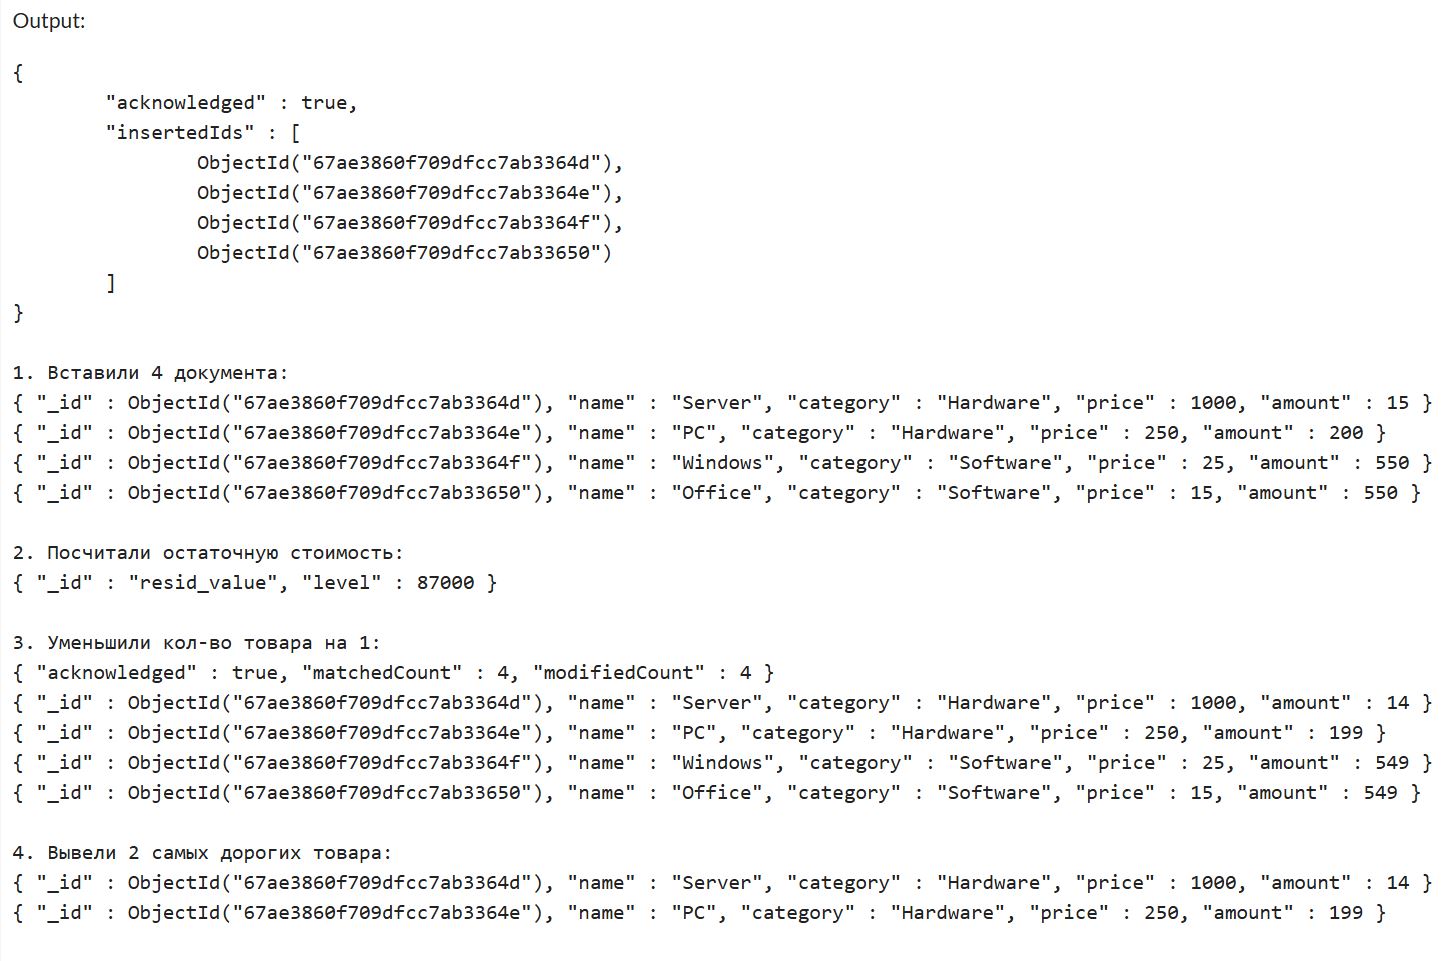 Output:
{
"acknowledged" : true,
"insertedIds" : [
ObjectId("67ae3860f709dfcc7ab3364d"),
ObjectId("67ae3860f709dfcc7ab3364e"),
ObjectId("67ae3860f709dfcc7ab3364f"),
ObjectId("67ae3860f709dfcc7ab33650")
]
}
1. Вставили 4 документа:
{ "_id" : ObjectId("67ae3860f709dfcc7ab3364d"), "name" : "Server", "category" : "Hardware", "price" : 1000, "amount" : 15 }
{ "_id" : ObjectId("67ae3860f709dfcc7ab3364e"), "name" : "PC", "category" : "Hardware", "price" : 250, "amount" : 200 }
{ "_id" : ObjectId("67ae3860f709dfcc7ab3364f"), "name" : "Windows", "category" : "Software", "price" : 25, "amount" : 550 }
{ "_id" : ObjectId("67ae3860f709dfcc7ab33650"), "name" : "Office", "category" : "Software", "price" : 15, "amount" : 550 }
2. Посчитали остаточную стоимость:
{ "_id" : "resid_value", "level" : 87000 }
3. Уменьшили кол-во товара на 1:
{ "acknowledged" : true, "matchedCount" : 4, "modifiedCount" : 4 }
{ "_id" : ObjectId("67ae3860f709dfcc7ab3364d"), "name" : "Server", "category" : "Hardware", "price" : 1000, "amount" : 14 }
{ "_id" : ObjectId("67ae3860f709dfcc7ab3364e"), "name" : "PC", "category" : "Hardware", "price" : 250, "amount" : 199 }
{ "_id" : ObjectId("67ae3860f709dfcc7ab3364f"), "name" : "Windows", "category" : "Software", "price" : 25, "amount" : 549 }
{ "_id" : ObjectId("67ae3860f709dfcc7ab33650"), "name" : "Office", "category" : "Software", "price" : 15, "amount" : 549 }
4. Вывели 2 самых дорогих товара:
{ "_id" : ObjectId("67ae3860f709dfcc7ab3364d"), "name" : "Server", "category" : "Hardware", "price" : 1000, "amount" : 14 }
{ "_id" : ObjectId("67ae3860f709dfcc7ab3364e"), "name" : "PC", "category" : "Hardware", "price" : 250, "amount" : 199 }